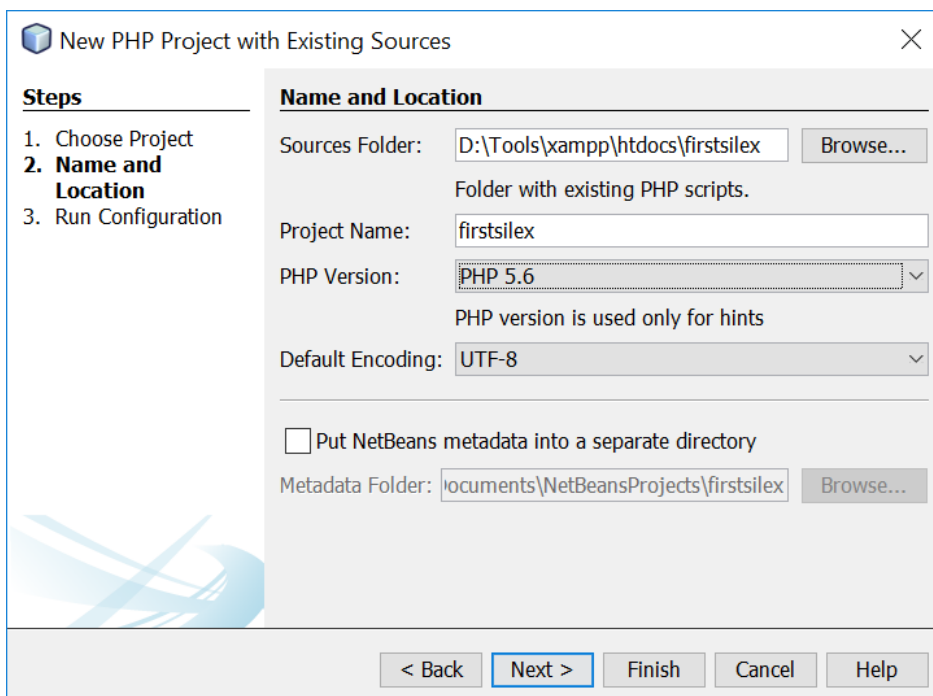 New PHP Project with Existing Sources
Steps
1. Choose Project
2. Name and
Location
3. Run Configuration
Name and Location
Sources Folder: D:\Tools\xampp\htdocs\firstsilex Browse...
Folder with existing PHP scripts.
Project Name: firstsilex
PHP Version: PHP 5.6
PHP version is used only for hints
Default Encoding: UTF-8
Put NetBeans metadata into a separate directory
Metadata Folder: ocuments\NetBeansProjects\firstsilex Browse...
< Back Next > Finish Cancel Help